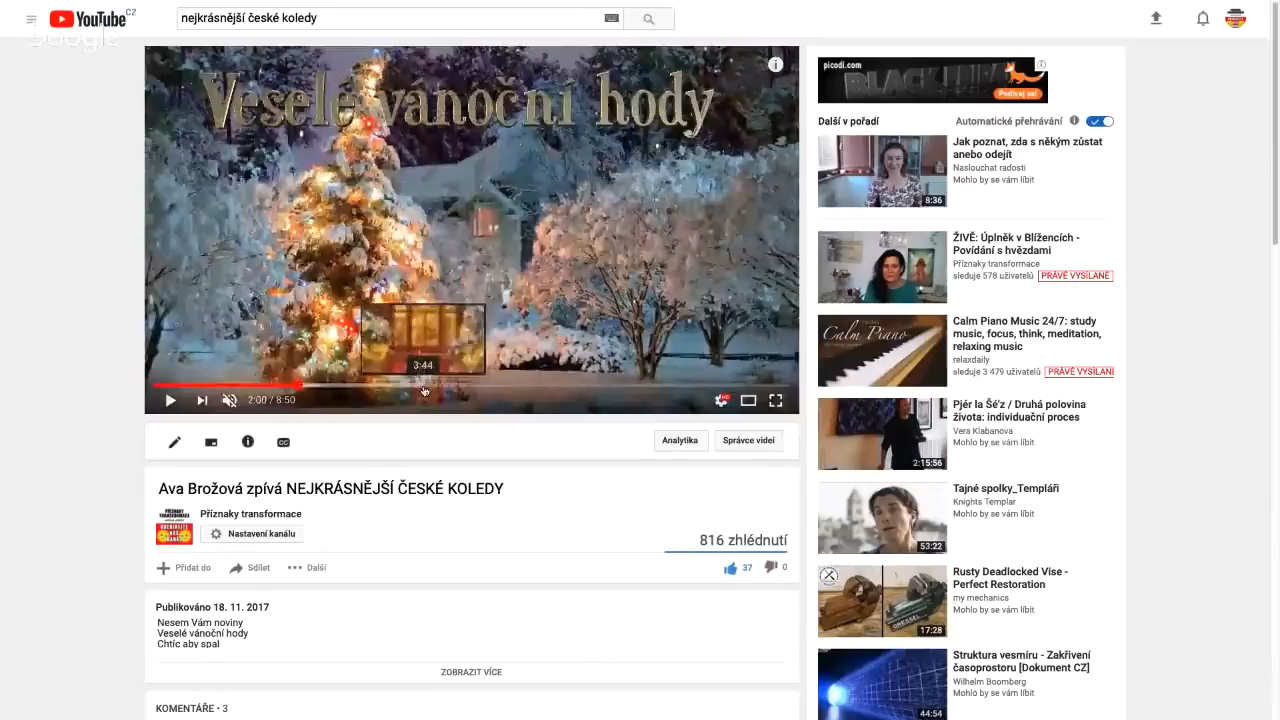 YouTube CZ
nejkrásnější české koledy
Google
Veselé vánoční hody
3:44
2:00 / 8:50
HD
CC
Analytika
Správce videí
Ava Brožová zpívá NEJKRÁSNĚJŠÍ ČESKÉ KOLEDY
Příznaky transformace
Nastavení kanálu
816 zhlédnutí
Přidat do
Sdílet
Další
37
0
Publikováno 18. 11. 2017
Nesem Vám noviny
Veselé vánoční hody
Chtíc aby spal
ZOBRAZIT VÍCE
KOMENTÁŘE • 3
picodi.com
Podívej se!
Další v pořadí
Automatické přehrávání
Jak poznat, zda s někým zůstat
anebo odejít
Naslouchat radosti
Mohlo by se vám líbit
8:36
ŽIVĚ: Úplněk v Blížencích -
Povídání s hvězdami
Příznaky transformace
sleduje 578 uživatelů PRÁVĚ VYSÍLANÉ
Calm Piano
Calm Piano Music 24/7: study
music, focus, think, meditation,
relaxing music
relaxdaily
sleduje 3 479 uživatelů PRÁVĚ VYSÍLANÉ
Pjér la Šé'z / Druhá polovina
života: individuační proces
Vera Klabanova
Mohlo by se vám líbit
2:15:56
Tajné spolky_Templáři
Knights Templar
Mohlo by se vám líbit
53:22
Rusty Deadlocked Vise -
Perfect Restoration
my mechanics
Mohlo by se vám líbit
17:28
Struktura vesmíru - Zakřivení
časoprostoru [Dokument CZ]
Wilhelm Boomberg
Mohlo by se vám líbit
44:54